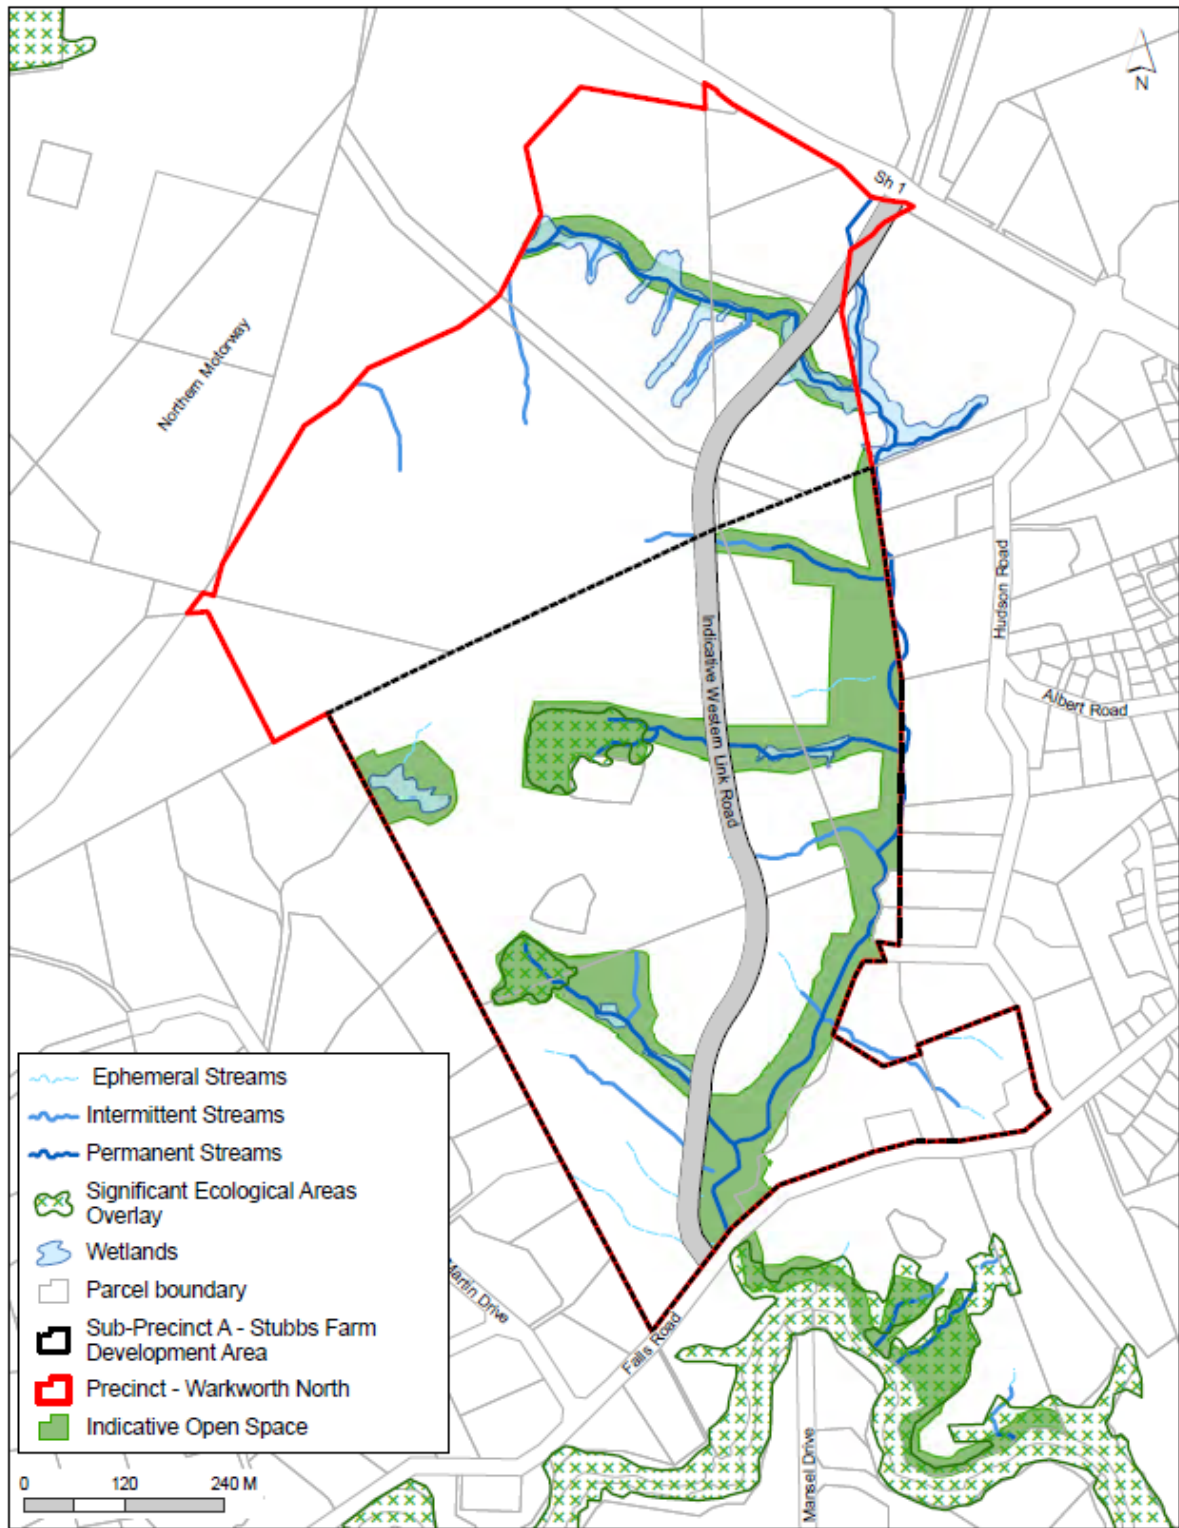 N
Sh 1
Northern Motorway
Hudson Road
Indicative Western Link Road
Albert Road
Ephemeral Streams
Intermittent Streams
Permanent Streams
Significant Ecological Areas
Overlay
Wetlands
Parcel boundary
Sub-Precinct A - Stubbs Farm
Development Area
Precinct - Warkworth North
Indicative Open Space
Martin Drive
Falls Road
Mansel Drive
0 120 240 M